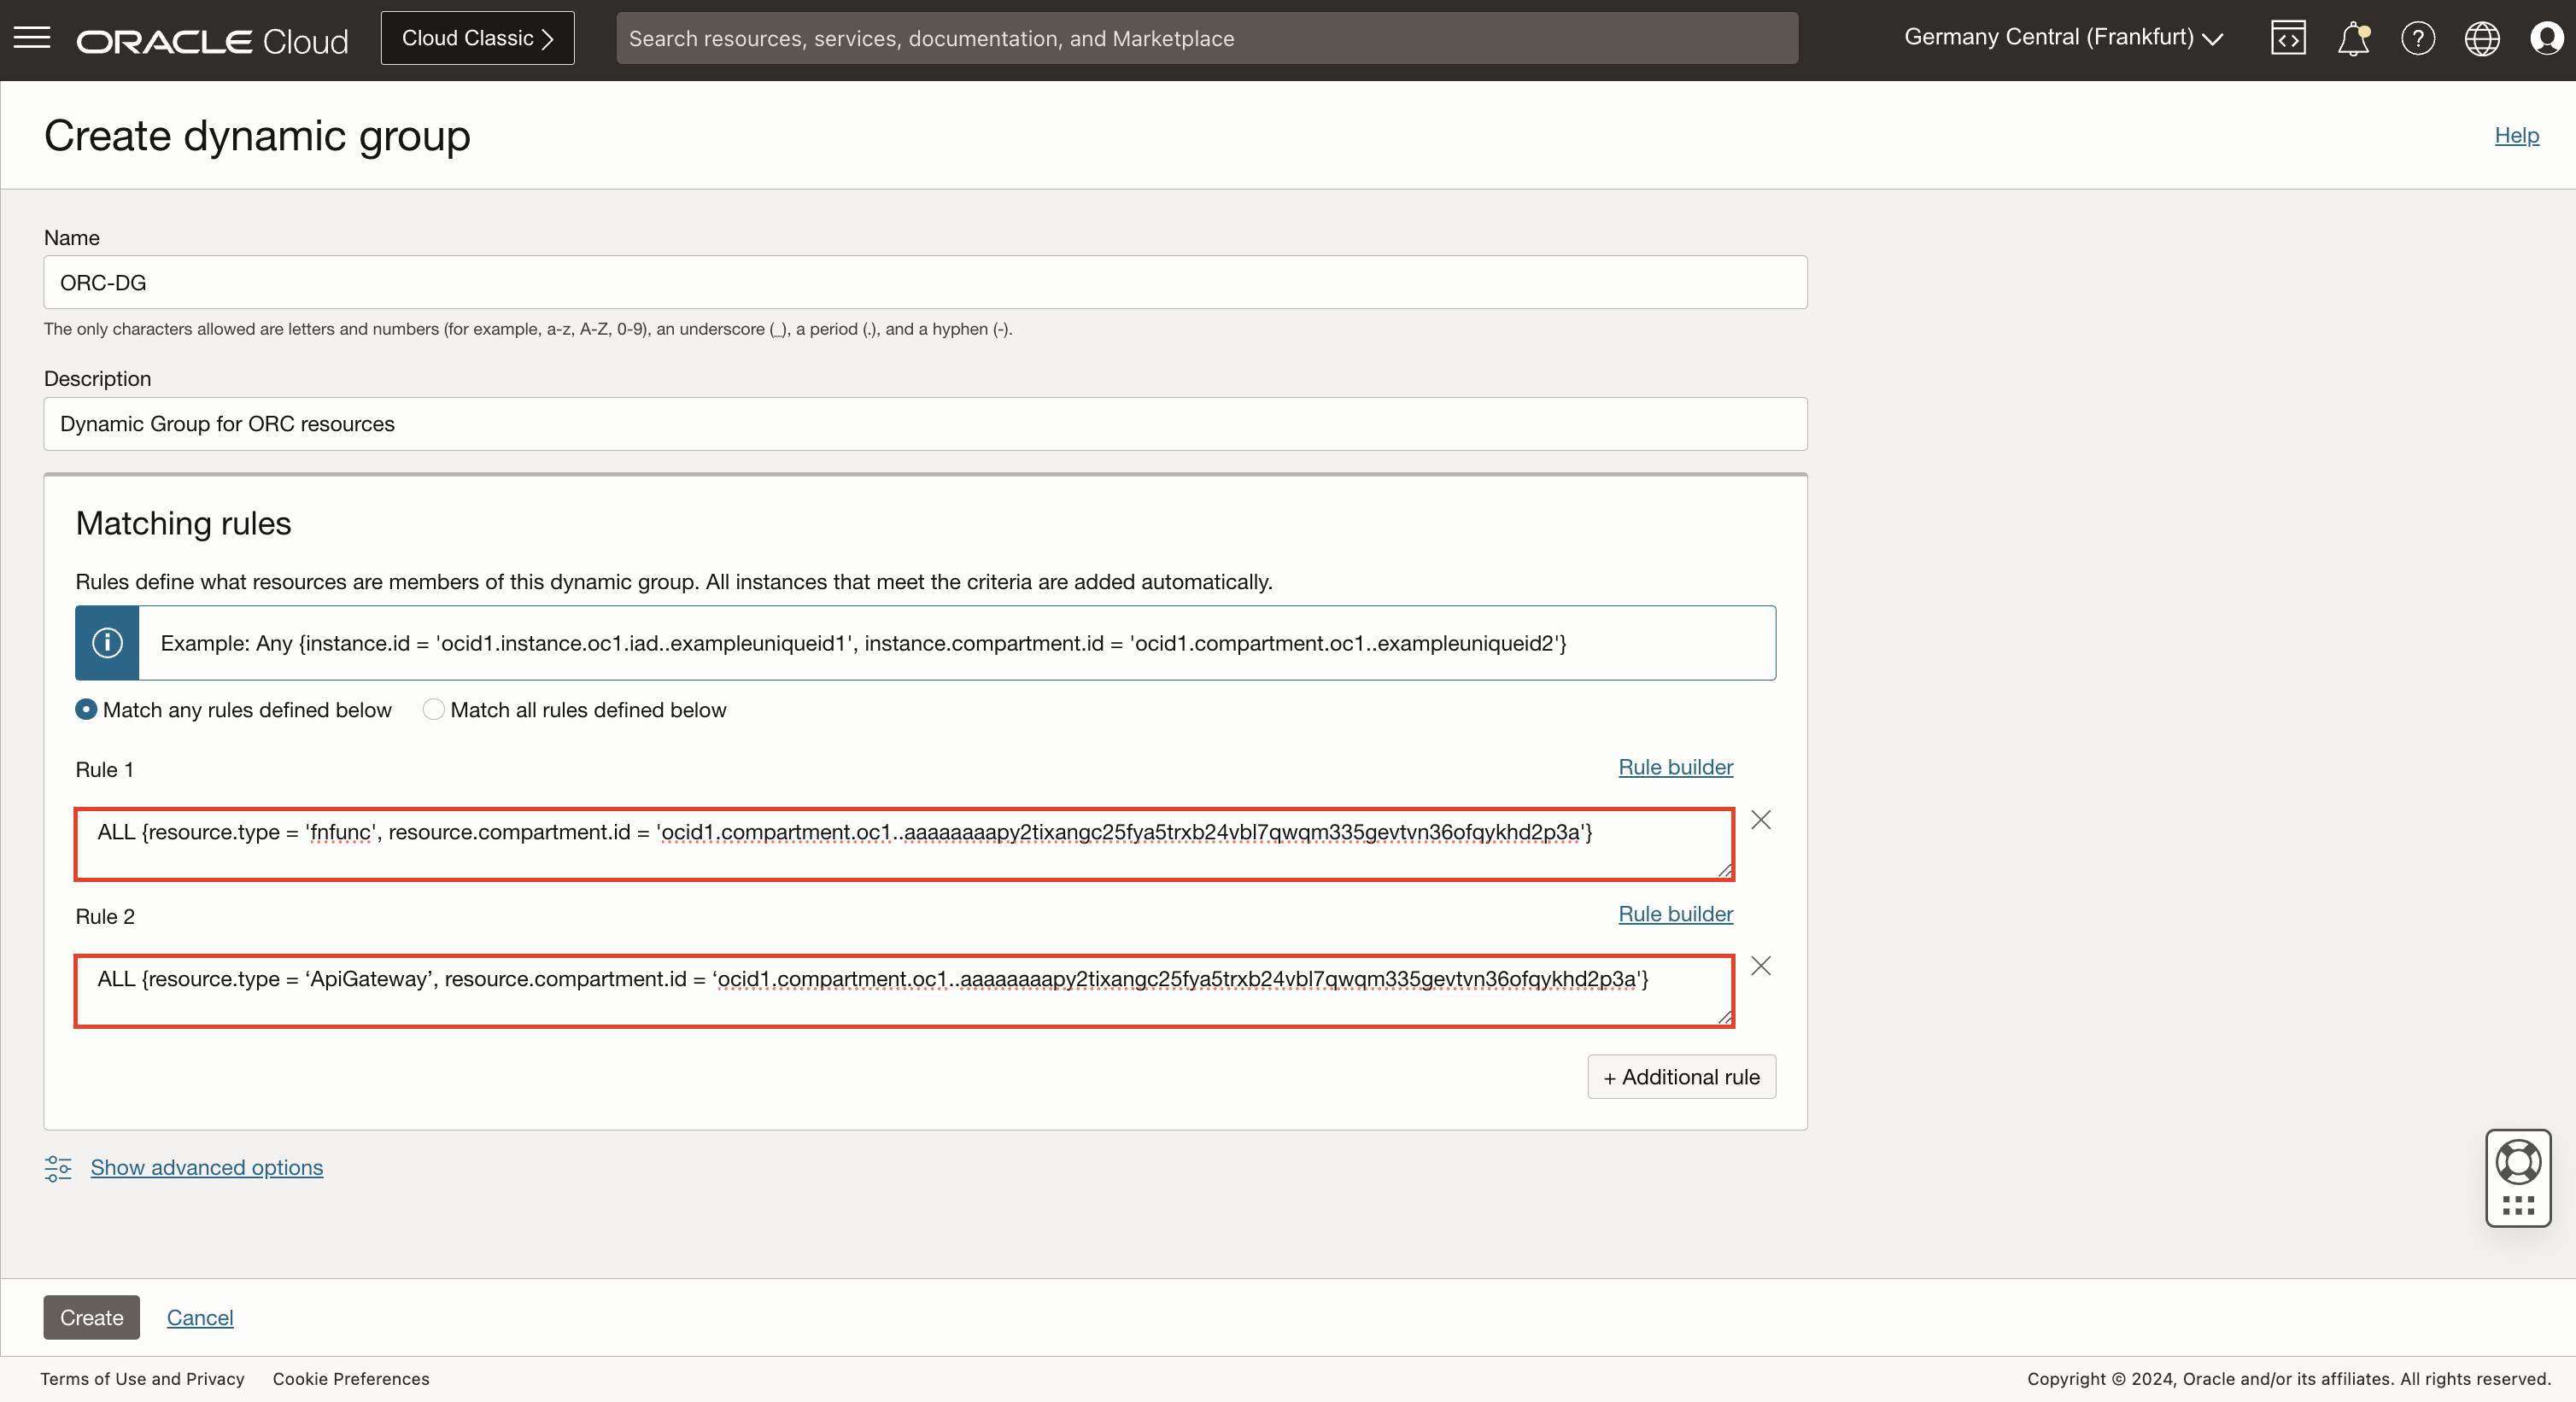 ORACLE Cloud
Cloud Classic
Search resources, services, documentation, and Marketplace
Germany Central (Frankfurt)
Create dynamic group
Help
Name
ORC-DG
The only characters allowed are letters and numbers (for example, a-z, A-Z, 0-9), an underscore (_), a period (.), and a hyphen (-).
Description
Dynamic Group for ORC resources
Matching rules
Rules define what resources are members of this dynamic group. All instances that meet the criteria are added automatically.
Example: Any {instance.id = 'ocid1.instance.oc1.iad..exampleuniqueid1', instance.compartment.id = 'ocid1.compartment.oc1..exampleuniqueid2'}
Match any rules defined below Match all rules defined below
Rule 1 Rule builder
ALL {resource.type = 'fnfunc', resource.compartment.id = 'ocid1.compartment.oc1..aaaaaaaapy2tixangc25fya5trxb24vbl7qwqm335gevtvn36ofqykhd2p3a'}
Rule 2 Rule builder
ALL {resource.type = ‘ApiGateway’, resource.compartment.id = ‘ocid1.compartment.oc1..aaaaaaaapy2tixangc25fya5trxb24vbl7qwqm335gevtvn36ofqykhd2p3a'}
+ Additional rule
Show advanced options
Create Cancel
Terms of Use and Privacy Cookie Preferences
Copyright © 2024, Oracle and/or its affiliates. All rights reserved.